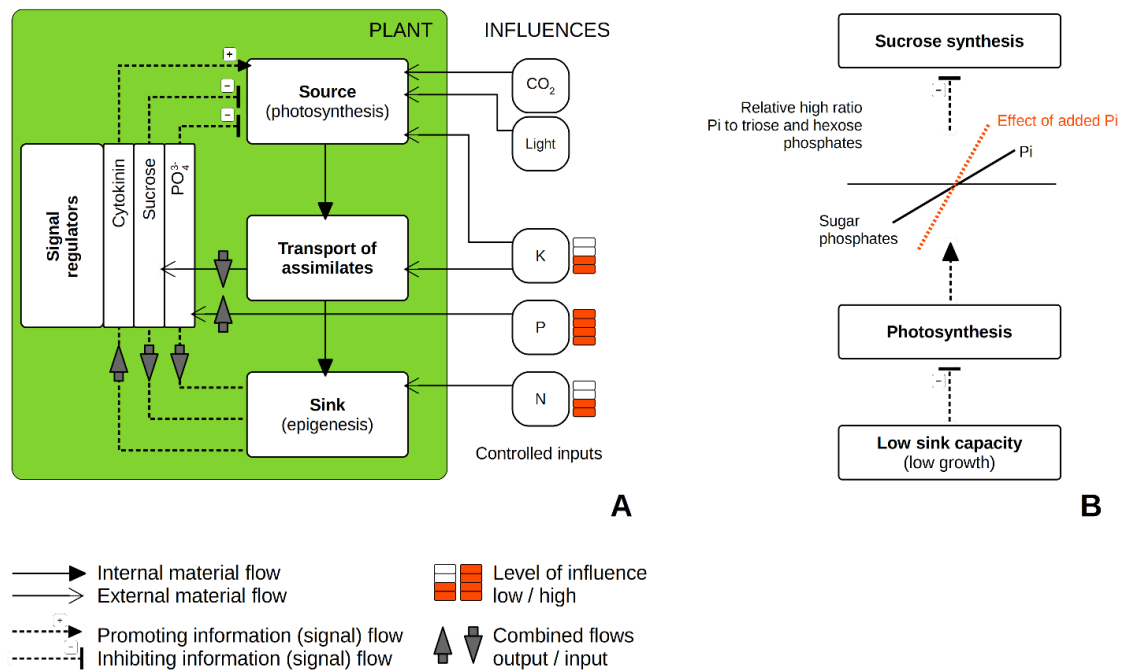 PLANT
INFLUENCES
+
−
−
Source
(photosynthesis)
CO2
Light
Signal
regulators
Cytokinin
Sucrose
PO4 3-
Transport of
assimilates
K
P
Sink
(epigenesis)
N
Controlled inputs
A
Sucrose synthesis
−
Relative high ratio
Pi to triose and hexose
phosphates
Effect of added Pi
Pi
Sugar
phosphates
Photosynthesis
−
Low sink capacity
(low growth)
B
Internal material flow
External material flow
+
Promoting information (signal) flow
−
Inhibiting information (signal) flow
Level of influence
low / high
Combined flows
output / input